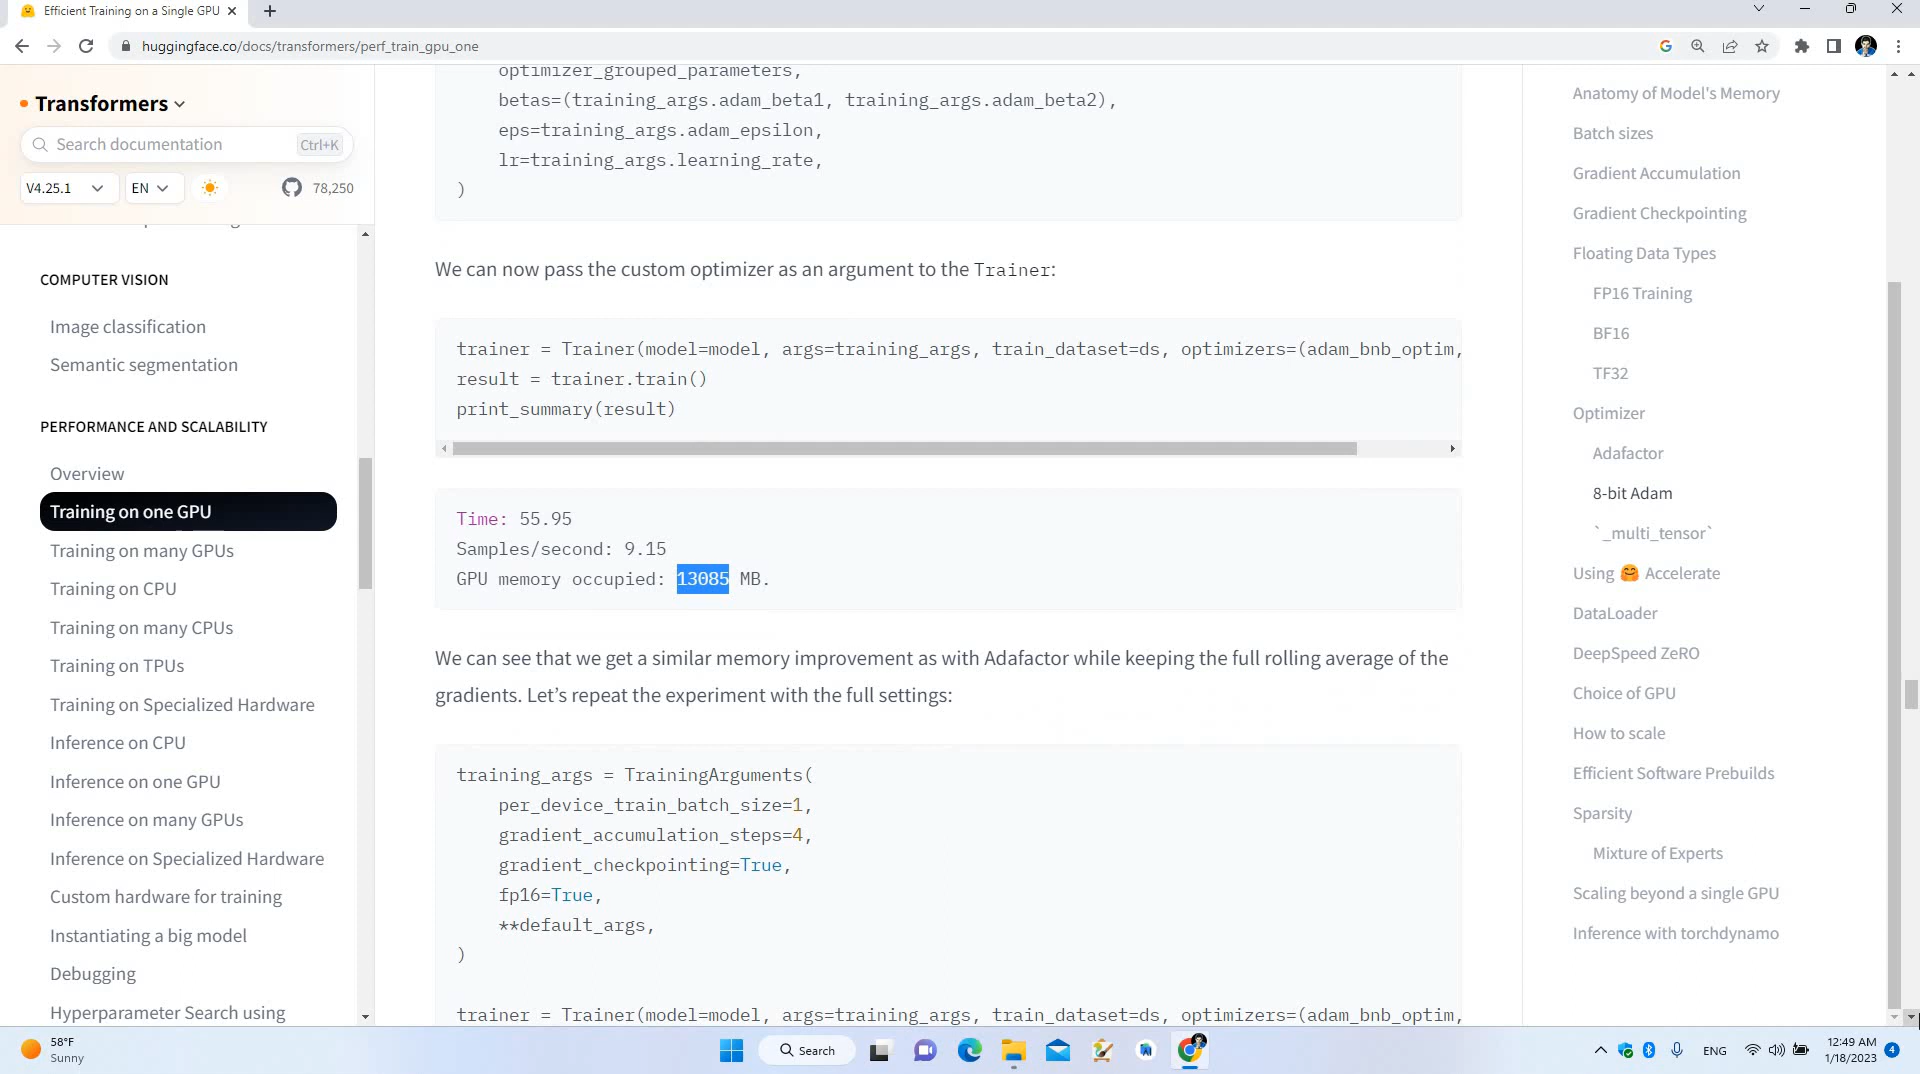 Efficient Training on a Single GPU
huggingface.co/docs/transformers/perf_train_gpu_one
Transformers
Search documentation
Ctrl+K
V4.25.1
EN
78,250
COMPUTER VISION
Image classification
Semantic segmentation
PERFORMANCE AND SCALABILITY
Overview
Training on one GPU
Training on many GPUs
Training on CPU
Training on many CPUs
Training on TPUs
Training on Specialized Hardware
Inference on CPU
Inference on one GPU
Inference on many GPUs
Inference on Specialized Hardware
Custom hardware for training
Instantiating a big model
Debugging
Hyperparameter Search using
optimizer_grouped_parameters,
betas=(training_args.adam_beta1, training_args.adam_beta2),
eps=training_args.adam_epsilon,
lr=training_args.learning_rate,
)
We can now pass the custom optimizer as an argument to the Trainer:
trainer = Trainer(model=model, args=training_args, train_dataset=ds, optimizers=(adam_bnb_optim,
result = trainer.train()
print_summary(result)
Time: 55.95
Samples/second: 9.15
GPU memory occupied: 13085 MB.
We can see that we get a similar memory improvement as with Adafactor while keeping the full rolling average of the
gradients. Let’s repeat the experiment with the full settings:
training_args = TrainingArguments(
per_device_train_batch_size=1,
gradient_accumulation_steps=4,
gradient_checkpointing=True,
fp16=True,
**default_args,
)
trainer = Trainer(model=model, args=training_args, train_dataset=ds, optimizers=(adam_bnb_optim,
Anatomy of Model's Memory
Batch sizes
Gradient Accumulation
Gradient Checkpointing
Floating Data Types
FP16 Training
BF16
TF32
Optimizer
Adafactor
8-bit Adam
`_multi_tensor`
Using 🤗 Accelerate
DataLoader
DeepSpeed ZeRO
Choice of GPU
How to scale
Efficient Software Prebuilds
Sparsity
Mixture of Experts
Scaling beyond a single GPU
Inference with torchdynamo
58°F
Sunny
Search
ENG
12:49 AM
1/18/2023
4